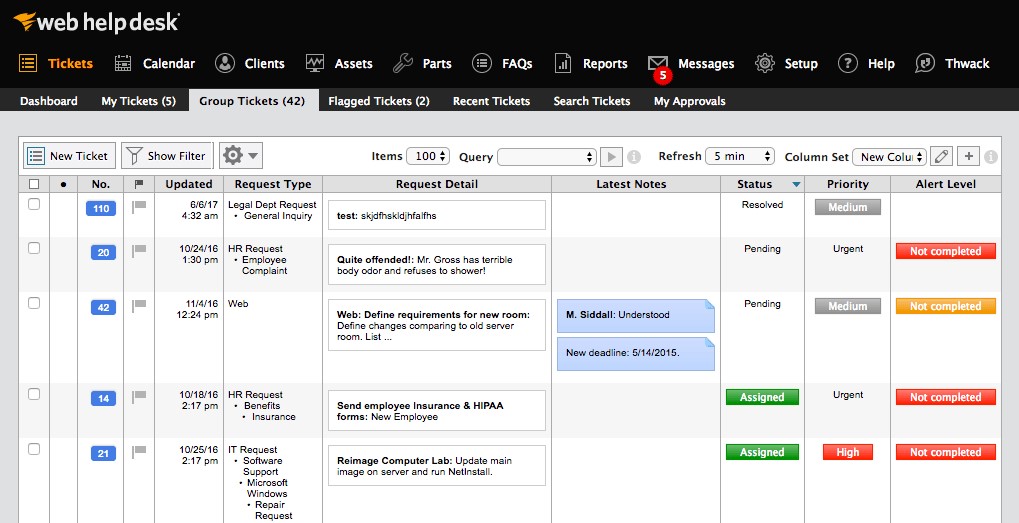 web help desk
Tickets Calendar Clients Assets Parts FAQs Reports 5 Messages Setup Help Thwack
Dashboard My Tickets (5) Group Tickets (42) Flagged Tickets (2) Recent Tickets Search Tickets My Approvals
New Ticket Show Filter Items 100 Query Refresh 5 min Column Set New Colu
No. Updated Request Type Request Detail Latest Notes Status Priority Alert Level
110 6/6/17 Legal Dept Request Resolved Medium
4:32 am • General Inquiry test: skjdfhskldjhfalfhs
20 10/24/16 HR Request Pending Urgent Not completed
1:30 pm • Employee Quite offended!: Mr. Gross has terrible
Complaint body odor and refuses to shower!
42 11/4/16 Web Pending Medium Not completed
12:24 pm Web: Define requirements for new room: M. Siddall: Understood
Define changes comparing to old server
room. List ...
New deadline: 5/14/2015.
14 10/18/16 HR Request Assigned Urgent Not completed
2:17 pm • Benefits Send employee Insurance & HIPAA
• Insurance forms: New Employee
21 10/25/16 IT Request Assigned High Not completed
2:17 pm • Software Reimage Computer Lab: Update main
Support image on server and run NetInstall.
• Microsoft
Windows
• Repair
Request